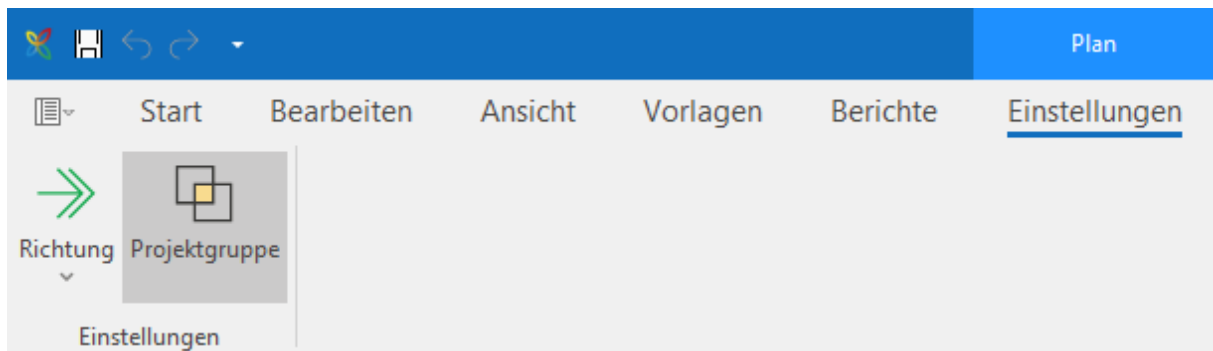 Plan
Start Bearbeiten Ansicht Vorlagen Berichte Einstellungen
Richtung Projektgruppe
Einstellungen